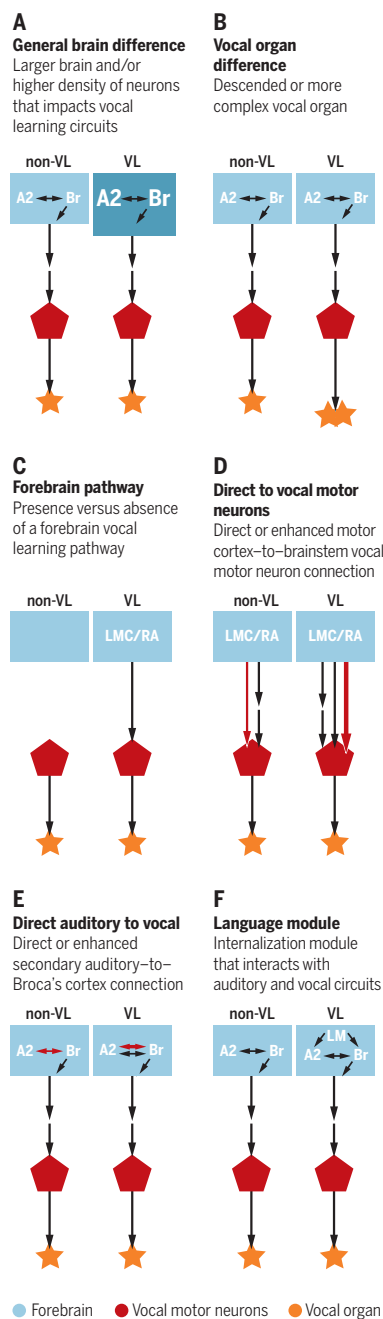 A
General brain difference
Larger brain and/or
higher density of neurons
that impacts vocal
learning circuits
non-VL VL
A2 Br A2 Br
B
Vocal organ
difference
Descended or more
complex vocal organ
non-VL VL
A2 Br A2 Br
C
Forebrain pathway
Presence versus absence
of a forebrain vocal
learning pathway
non-VL VL
LMC/RA
D
Direct to vocal motor
neurons
Direct or enhanced motor
cortex–to–brainstem vocal
motor neuron connection
non-VL VL
LMC/RA LMC/RA
E
Direct auditory to vocal
Direct or enhanced
secondary auditory–to–
Broca’s cortex connection
non-VL VL
A2 Br A2 Br
F
Language module
Internalization module
that interacts with
auditory and vocal circuits
non-VL VL
LM
A2 Br A2 Br
Forebrain Vocal motor neurons Vocal organ